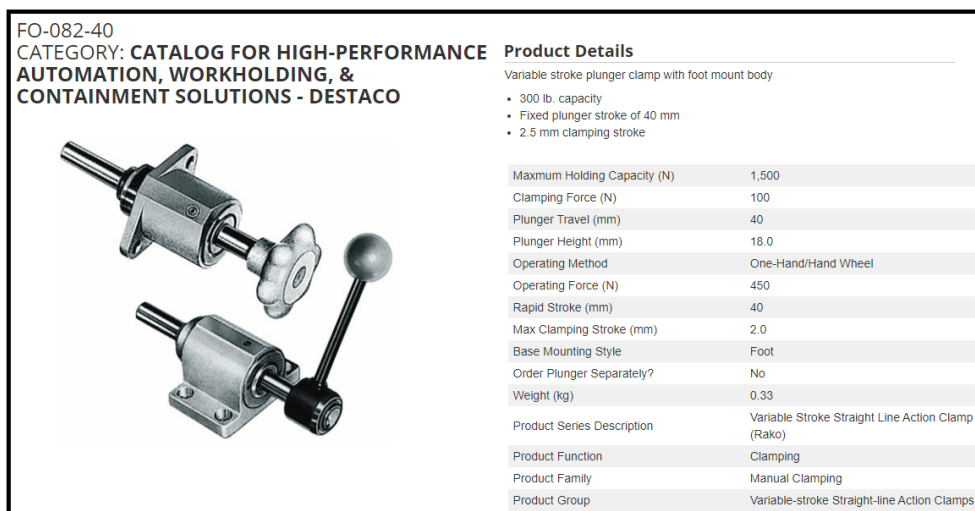 FO-082-40
CATEGORY: CATALOG FOR HIGH-PERFORMANCE
AUTOMATION, WORKHOLDING, &
CONTAINMENT SOLUTIONS - DESTACO
Product Details
Variable stroke plunger clamp with foot mount body
• 300 lb. capacity
• Fixed plunger stroke of 40 mm
• 2.5 mm clamping stroke
Maxmum Holding Capacity (N) 1,500
Clamping Force (N) 100
Plunger Travel (mm) 40
Plunger Height (mm) 18.0
Operating Method One-Hand/Hand Wheel
Operating Force (N) 450
Rapid Stroke (mm) 40
Max Clamping Stroke (mm) 2.0
Base Mounting Style Foot
Order Plunger Separately? No
Weight (kg) 0.33
Product Series Description Variable Stroke Straight Line Action Clamp
(Rako)
Product Function Clamping
Product Family Manual Clamping
Product Group Variable-stroke Straight-line Action Clamps